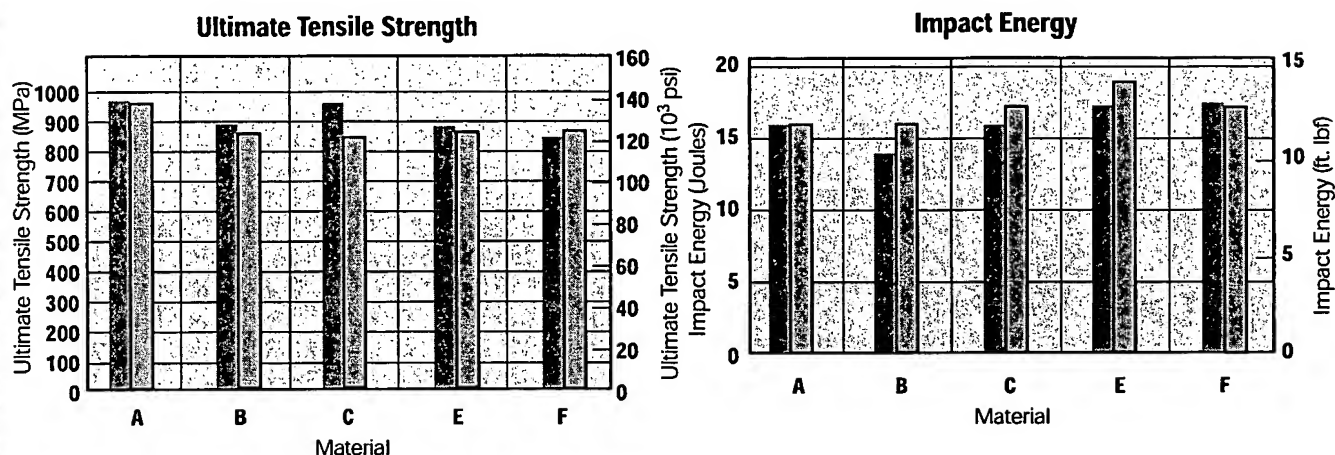 Ultimate Tensile Strength
Ultimate Tensile Strength (MPa)
1000
900
800
700
600
500
400
300
200
100
0
160
140
120
100
80
60
40
20
0
Ultimate Tensile Strength (10³ psi)
A B C E F
Material
Impact Energy
Impact Energy (Joules)
20
15
10
5
0
15
10
5
0
Impact Energy (ft. lbf)
A B C E F
Material